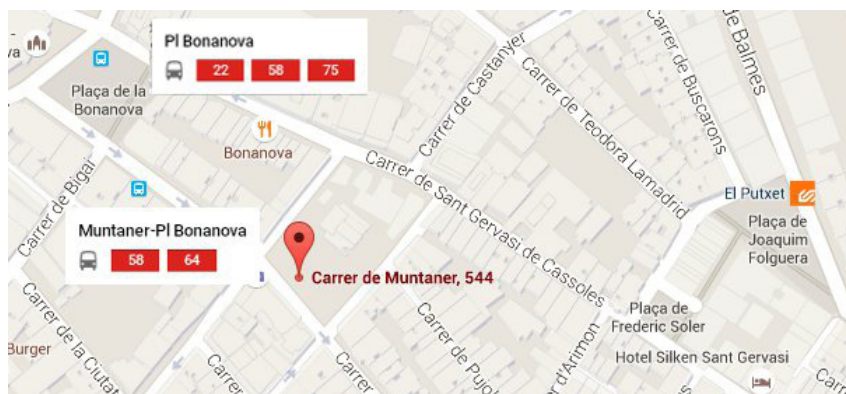 va
Pl Bonanova
22 58 75
Plaça de la
Bonanova
Bonanova
Carrer de Castanyer
Carrer de Teodora Lamadrid
Carrer de Buscarons
de Balmes
Carrer de Bigai
Carrer de Sant Gervasi de Cassoles
El Putxet
Plaça de
Joaquim
Folguera
Muntaner-Pl Bonanova
58 64
Carrer de Muntaner, 544
Plaça de
Frederic Soler
Hotel Silken Sant Gervasi
Burger
Carrer de la Ciutat
Carrer
Carrer
Carrer de Pujol
d'Arimon